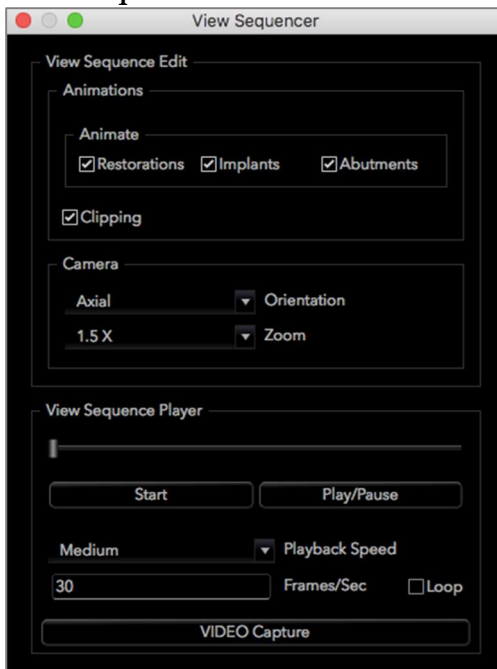 View Sequencer
View Sequence Edit
Animations
Animate
Restorations Implants Abutments
Clipping
Camera
Axial Orientation
1.5 X Zoom
View Sequence Player
Start Play/Pause
Medium Playback Speed
30 Frames/Sec Loop
VIDEO Capture